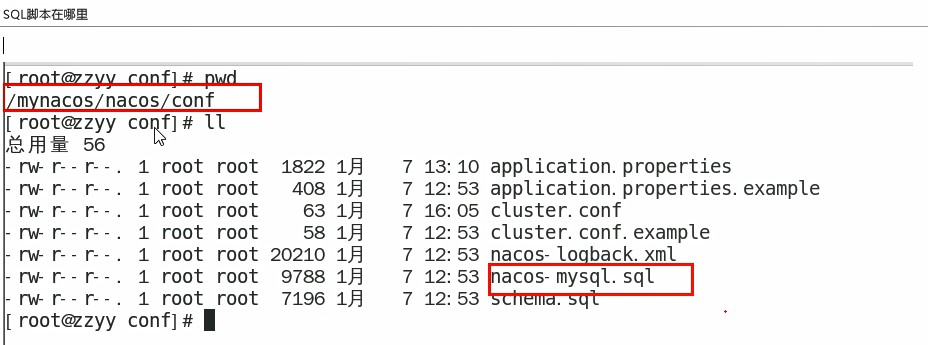 SQL脚本在哪里
[root@zzyy conf]# pwd
/mynacos/nacos/conf
[root@zzyy conf]# ll
总用量 56
-rw-r--r--. 1 root root 1822 1月 7 13:10 application.properties
-rw-r--r--. 1 root root 408 1月 7 12:53 application.properties.example
-rw-r--r--. 1 root root 63 1月 7 16:05 cluster.conf
-rw-r--r--. 1 root root 58 1月 7 12:53 cluster.conf.example
-rw-r--r--. 1 root root 20210 1月 7 12:53 nacos-logback.xml
-rw-r--r--. 1 root root 9788 1月 7 12:53 nacos-mysql.sql
-rw-r--r--. 1 root root 7196 1月 7 12:53 schema.sql
[root@zzyy conf]#